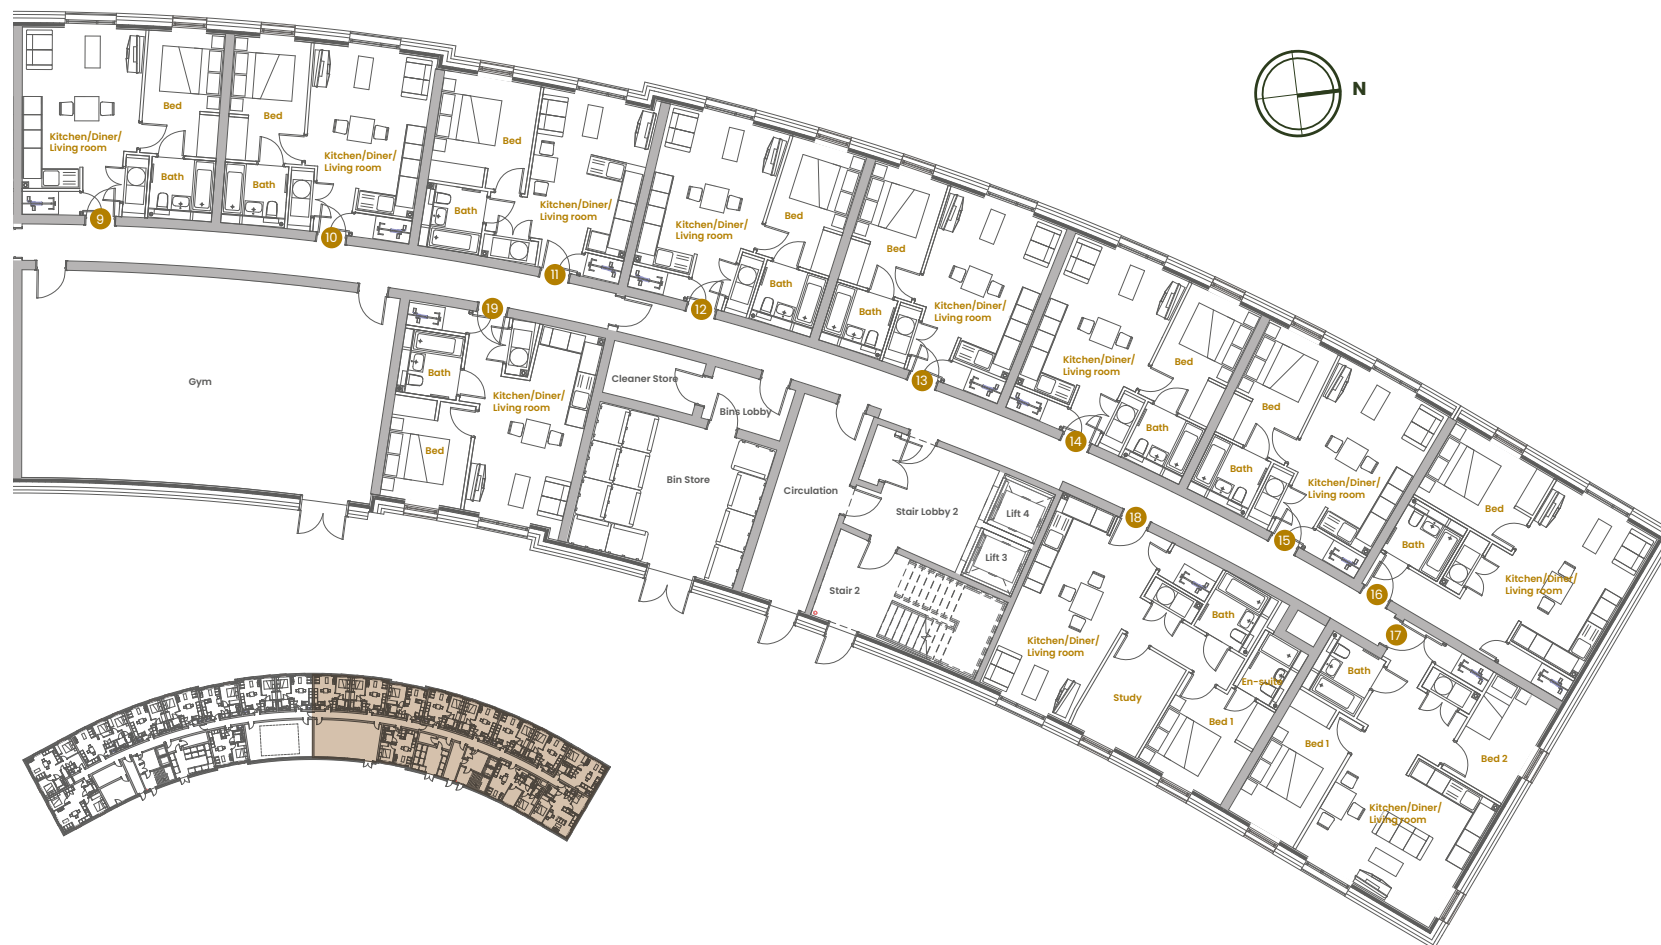 N
Bed
Kitchen/Diner/
Living room
Bath
9
Bed
Kitchen/Diner/
Living room
Bath
10
Bed
Bath
Kitchen/Diner/
Living room
11
Kitchen/Diner/
Living room
Bed
Bath
12
Bed
Bath
Kitchen/Diner/
Living room
13
Kitchen/Diner/
Living room
Bed
Bath
14
Bed
Kitchen/Diner/
Living room
Bath
15
Bed
Bath
Kitchen/Diner/
Living room
16
Gym
19
Bath
Kitchen/Diner/
Living room
Bed
Cleaner Store
Bins Lobby
Bin Store
Circulation
Stair Lobby 2
Lift 4
Lift 3
Stair 2
18
Bath
Kitchen/Diner/
Living room
En-suite
Study
Bed 1
17
Bath
Bed 1
Bed 2
Kitchen/Diner/
Living room